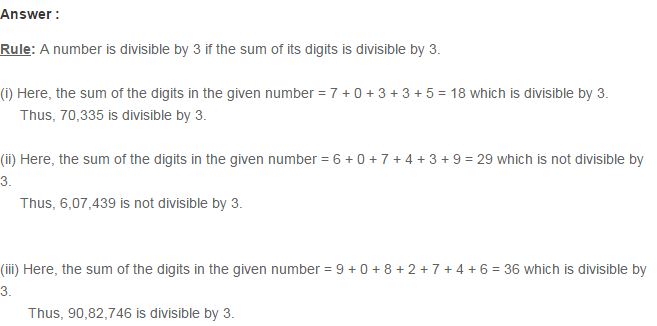 Answer :
Rule: A number is divisible by 3 if the sum of its digits is divisible by 3.
(i) Here, the sum of the digits in the given number = 7 + 0 + 3 + 3 + 5 = 18 which is divisible by 3.
Thus, 70,335 is divisible by 3.
(ii) Here, the sum of the digits in the given number = 6 + 0 + 7 + 4 + 3 + 9 = 29 which is not divisible by
3.
Thus, 6,07,439 is not divisible by 3.
(iii) Here, the sum of the digits in the given number = 9 + 0 + 8 + 2 + 7 + 4 + 6 = 36 which is divisible by
3.
Thus, 90,82,746 is divisible by 3.